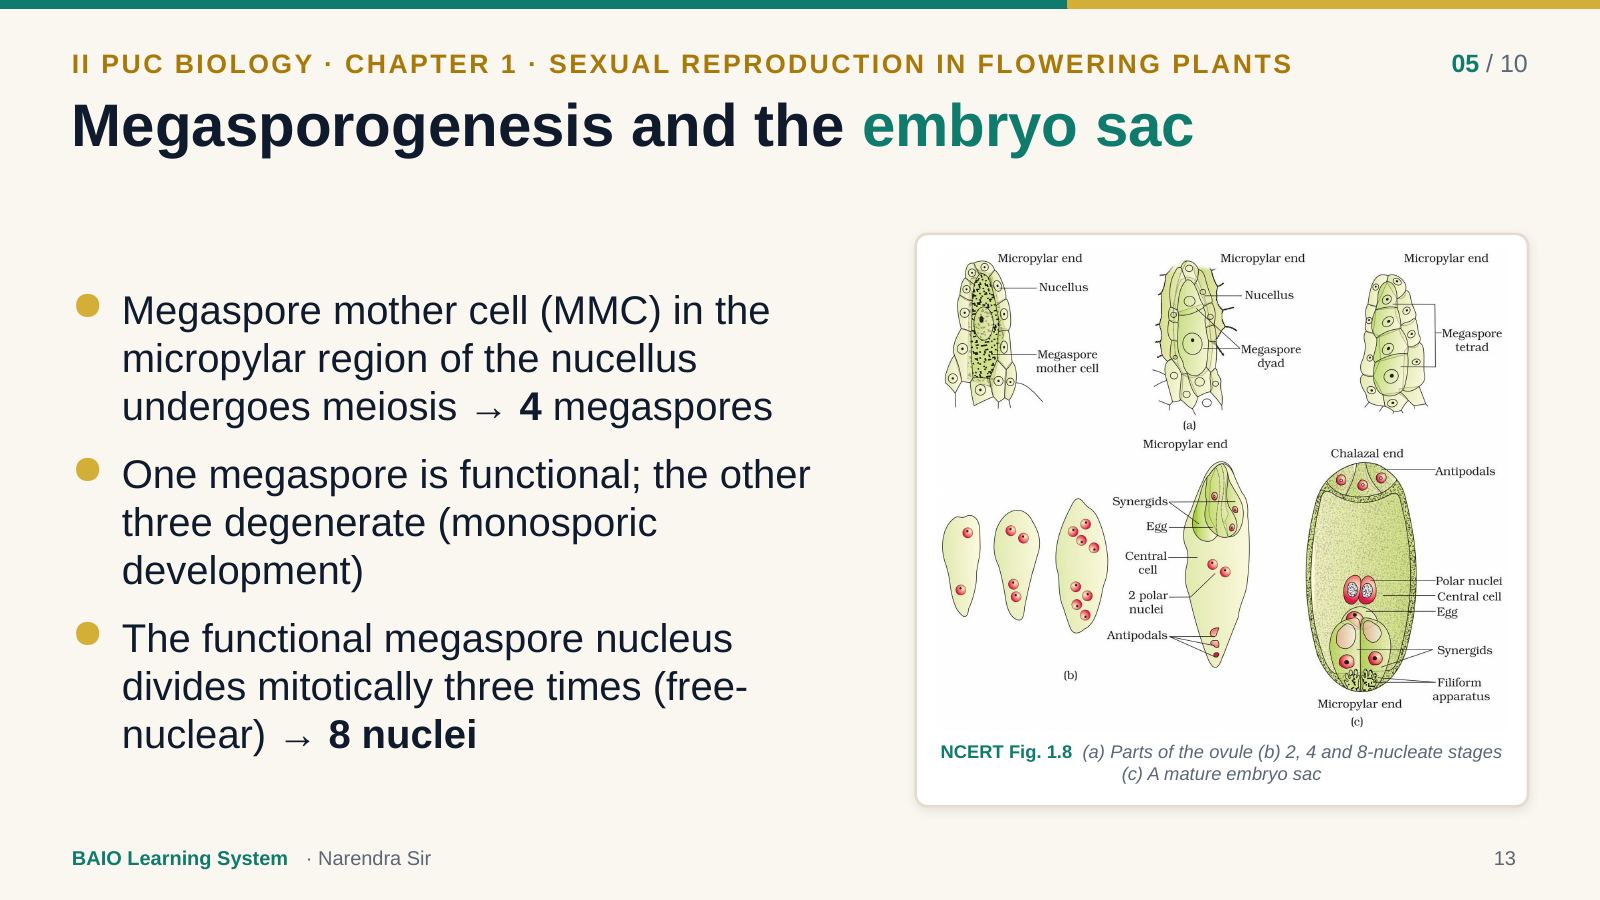 II PUC BIOLOGY · CHAPTER 1 · SEXUAL REPRODUCTION IN FLOWERING PLANTS
05 / 10
Megasporogenesis and the embryo sac
Megaspore mother cell (MMC) in the
micropylar region of the nucellus
undergoes meiosis → 4 megaspores
One megaspore is functional; the other
three degenerate (monosporic
development)
The functional megaspore nucleus
divides mitotically three times (free-
nuclear) → 8 nuclei
Micropylar end
Nucellus
Megaspore
mother cell
Micropylar end
Nucellus
Megaspore
dyad
Micropylar end
Megaspore
tetrad
(a)
Micropylar end
Synergids
Egg
Central
cell
2 polar
nuclei
Antipodals
(b)
Chalazal end
Antipodals
Polar nuclei
Central cell
Egg
Synergids
Filiform
apparatus
Micropylar end
(c)
NCERT Fig. 1.8 (a) Parts of the ovule (b) 2, 4 and 8-nucleate stages
(c) A mature embryo sac
BAIO Learning System · Narendra Sir
13